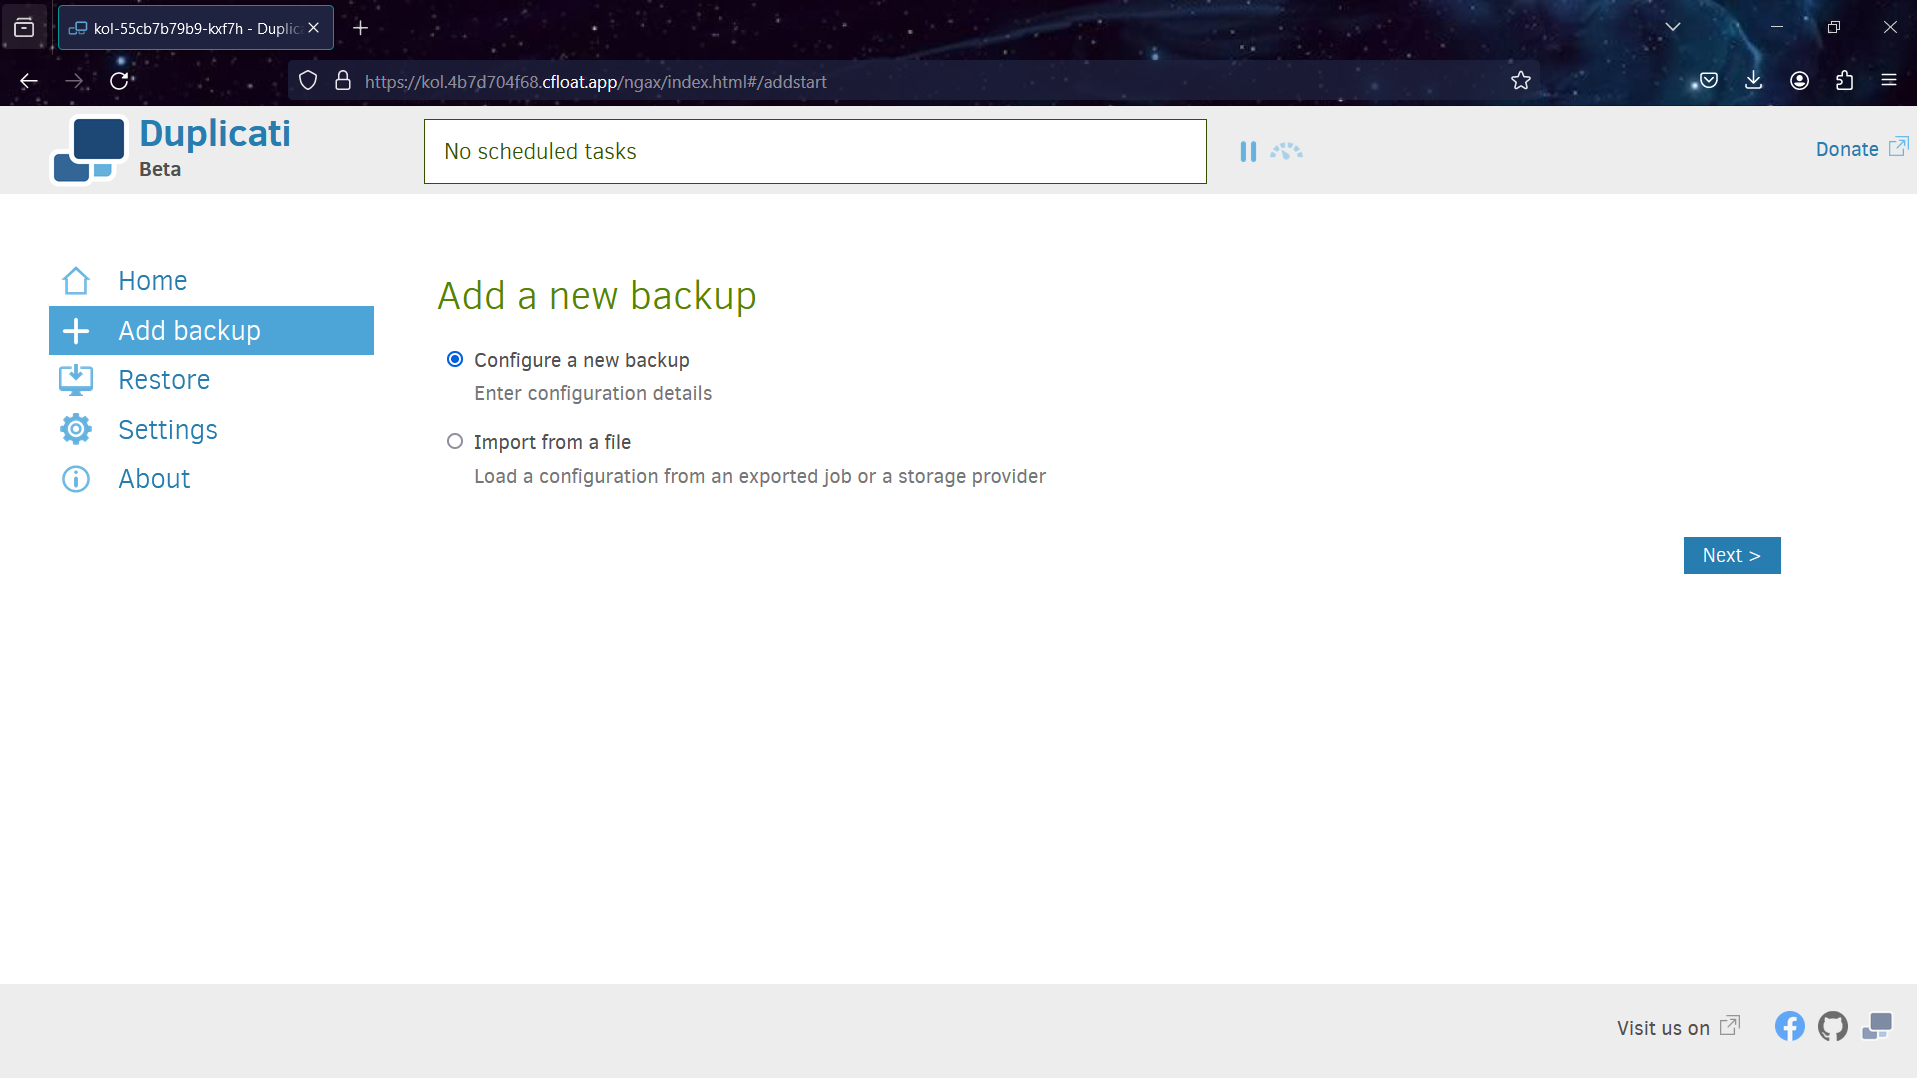 kol-55cb7b79b9-kxf7h - Duplic
https://kol.4b7d704f68.cfloat.app/ngax/index.html#/addstart
Duplicati
Beta
No scheduled tasks
Donate
Home
Add backup
Restore
Settings
About
Add a new backup
Configure a new backup
Enter configuration details
Import from a file
Load a configuration from an exported job or a storage provider
Next >
Visit us on